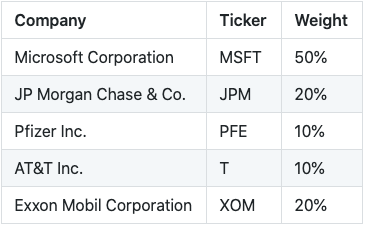 Company Ticker Weight
Microsoft Corporation MSFT 50%
JP Morgan Chase & Co. JPM 20%
Pfizer Inc. PFE 10%
AT&T Inc. T 10%
Exxon Mobil Corporation XOM 20%